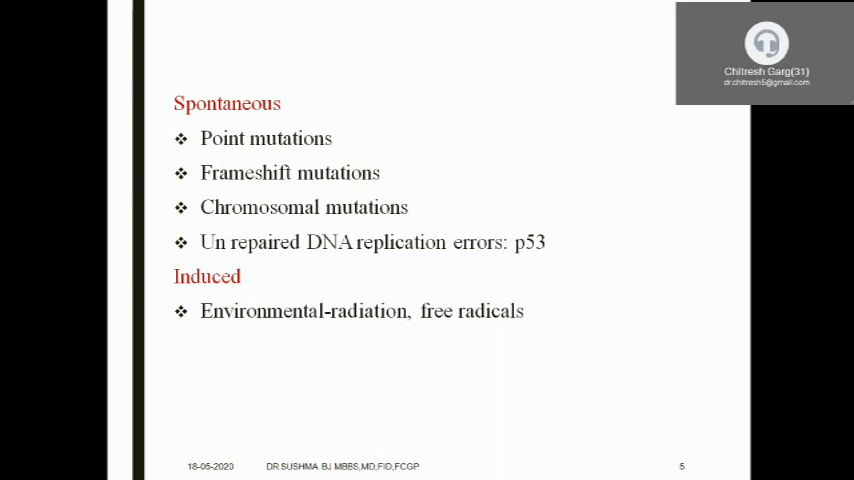 Chitresh Garg(31)
dr.chitresh5@gmail.com
Spontaneous
❖ Point mutations
❖ Frameshift mutations
❖ Chromosomal mutations
❖ Un repaired DNA replication errors: p53
Induced
❖ Environmental-radiation, free radicals
18-05-2020 DR SUSHMA BJ MBBS,MD,FID,FCGP 5